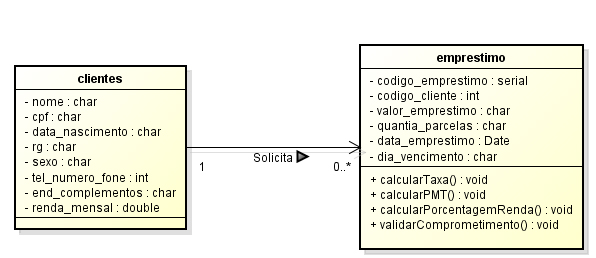 clientes
- nome : char
- cpf : char
- data_nascimento : char
- rg : char
- sexo : char
- tel_numero_fone : int
- end_complementos : char
- renda_mensal : double
1
Solicita
0..*
emprestimo
- codigo_emprestimo : serial
- codigo_cliente : int
- valor_emprestimo : char
- quantia_parcelas : char
- data_emprestimo : Date
- dia_vencimento : char
+ calcularTaxa() : void
+ calcularPMT() : void
+ calcularPorcentagemRenda() : void
+ validarComprometimento() : void